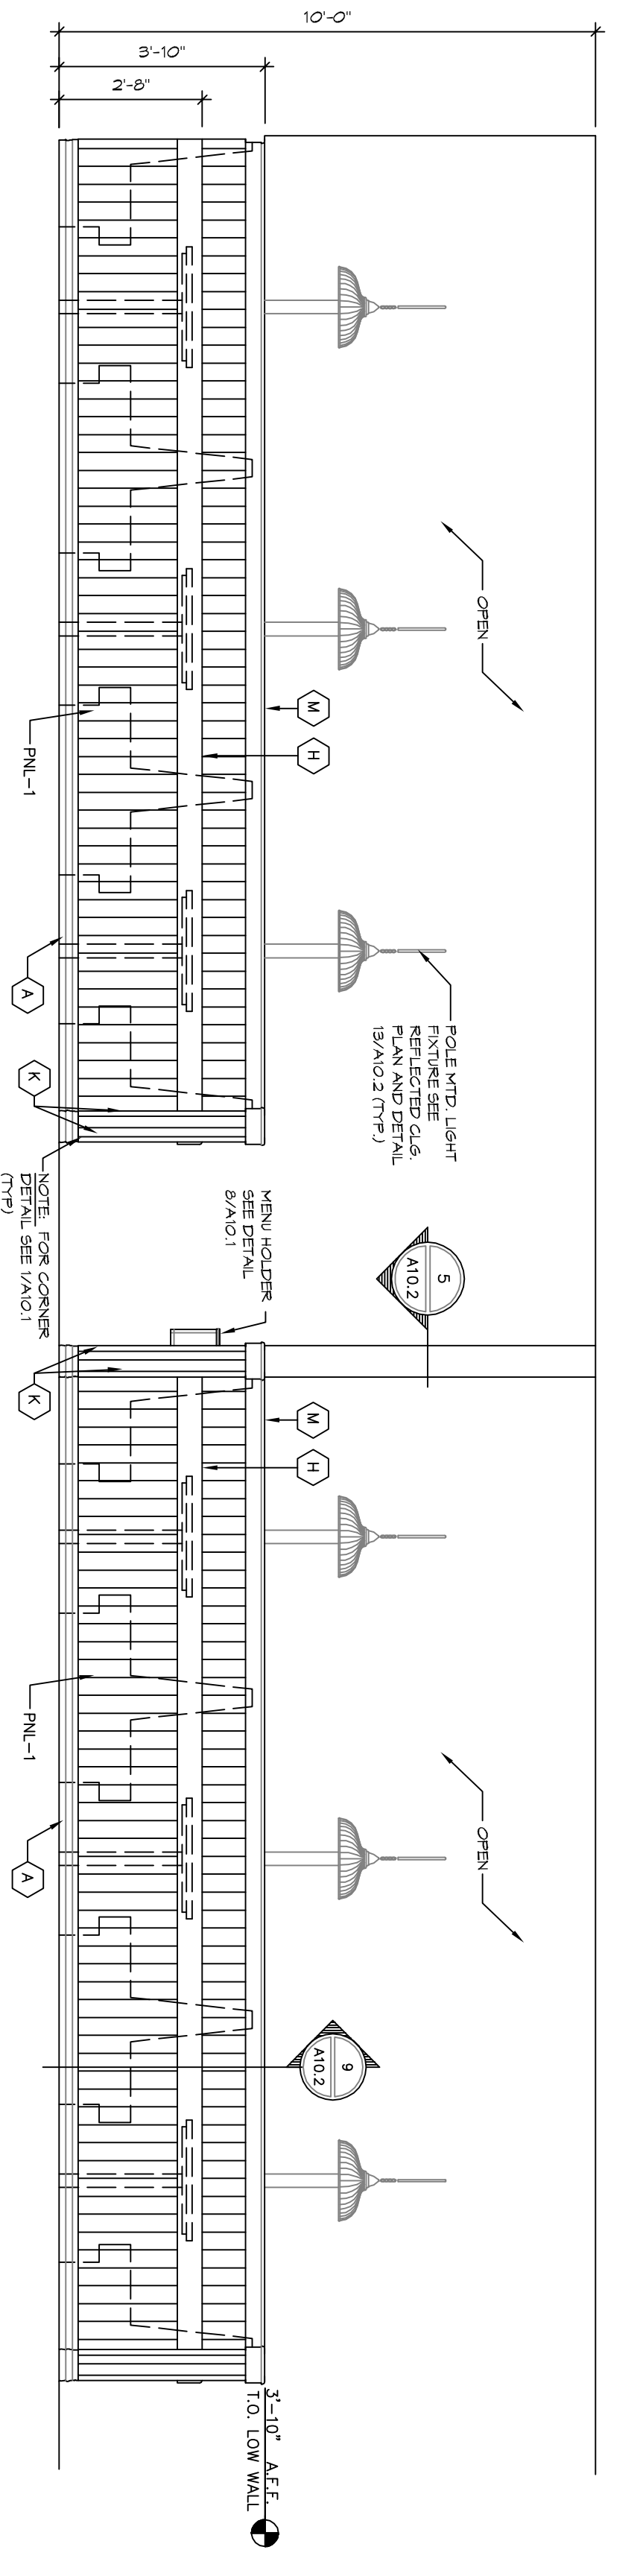 10'-0"
3'-10"
2'-8"
OPEN
M
H
PNL-1
A
POLE MTD. LIGHT
FIXTURE SEE
REFLECTED CLG.
PLAN AND DETAIL
13/A10.2 (TYP.)
K
NOTE: FOR CORNER
DETAIL SEE 1/A10.1
(TYP)
MENU HOLDER
SEE DETAIL
8/A10.1
5
A10.2
K
M
H
PNL-1
A
OPEN
9
A10.2
3'-10" A.F.F.
T.O. LOW WALL